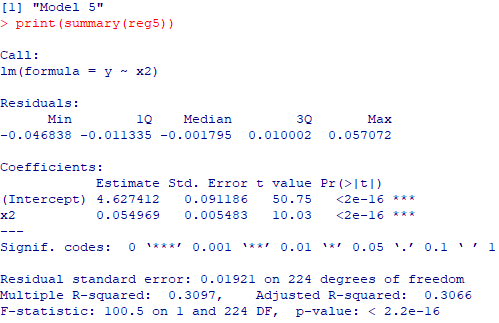 [1] "Model 5"
> print(summary(reg5))
Call:
lm(formula = y ~ x2)
Residuals:
Min 1Q Median 3Q Max
-0.046838 -0.011335 -0.001795 0.010002 0.057072
Coefficients:
Estimate Std. Error t value Pr(>|t|)
(Intercept) 4.627412 0.091186 50.75 <2e-16 ***
x2 0.054969 0.005483 10.03 <2e-16 ***
---
Signif. codes: 0 ‘***’ 0.001 ‘**’ 0.01 ‘*’ 0.05 ‘.’ 0.1 ‘ ’ 1
Residual standard error: 0.01921 on 224 degrees of freedom
Multiple R-squared: 0.3097, Adjusted R-squared: 0.3066
F-statistic: 100.5 on 1 and 224 DF, p-value: < 2.2e-16